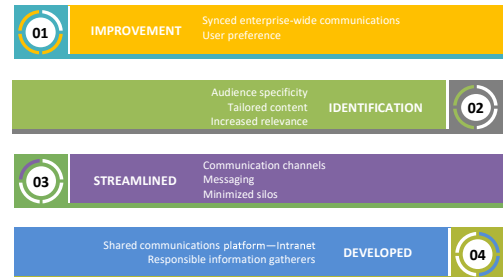 01
IMPROVEMENT
Synced enterprise-wide communications
User preference
Audience specificity
Tailored content
Increased relevance
IDENTIFICATION
02
03
STREAMLINED
Communication channels
Messaging
Minimized silos
Shared communications platform—Intranet
Responsible information gatherers
DEVELOPED
04